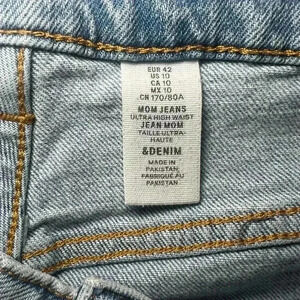 EUR 42
US 10
CA 10
MX 10
CN 170/80A
MOM JEANS
ULTRA HIGH WAIST
JEAN MOM
TAILLE ULTRA-
HAUTE
&DENIM
MADE IN
PAKISTAN
FABRIQUÉ AU
PAKISTAN